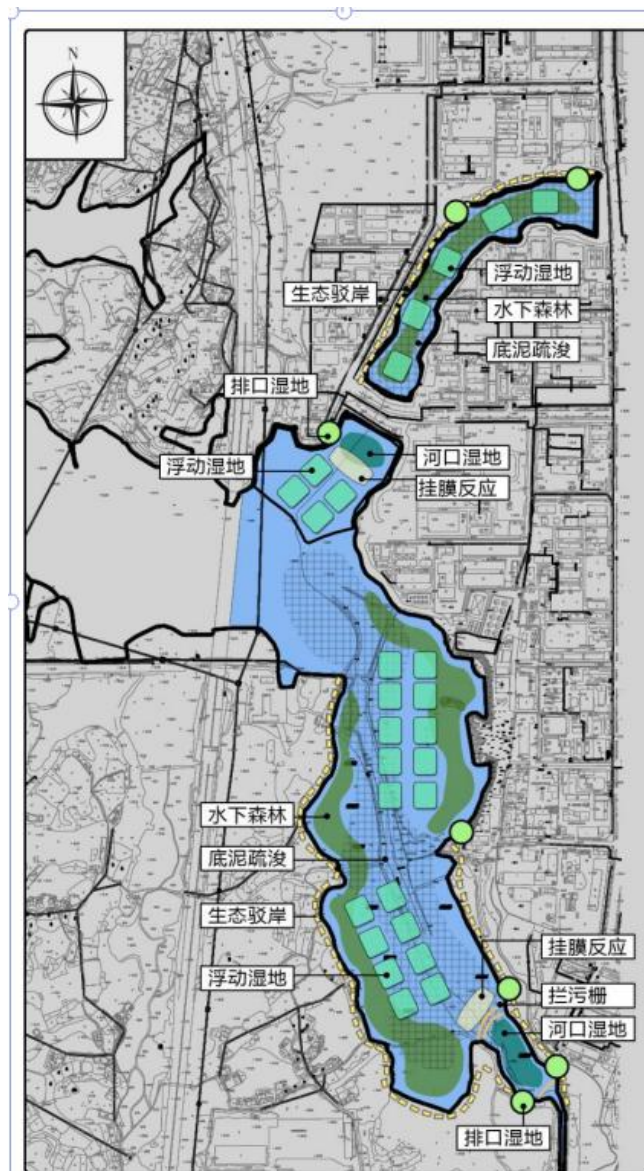 N
浮动湿地
生态驳岸
水下森林
底泥疏浚
排口湿地
河口湿地
浮动湿地
挂膜反应
水下森林
底泥疏浚
生态驳岸
挂膜反应
浮动湿地
拦污栅
河口湿地
排口湿地